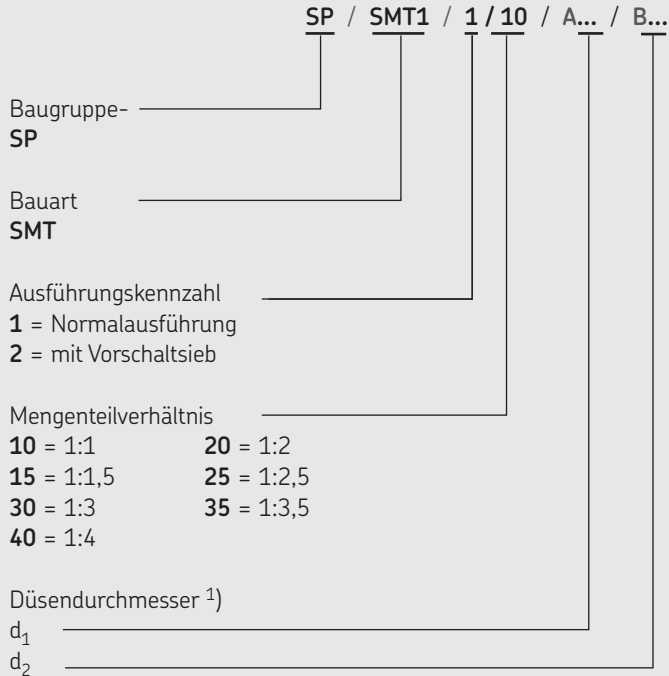 SP / SMT1 / 1 / 10 / A... / B...
Baugruppe-
SP
Bauart
SMT
Ausführungskennzahl
1 = Normalausführung
2 = mit Vorschaltsieb
Mengenteilverhältnis
10 = 1:1 20 = 1:2
15 = 1:1,5 25 = 1:2,5
30 = 1:3 35 = 1:3,5
40 = 1:4
Düsendurchmesser ¹)
d₁
d₂